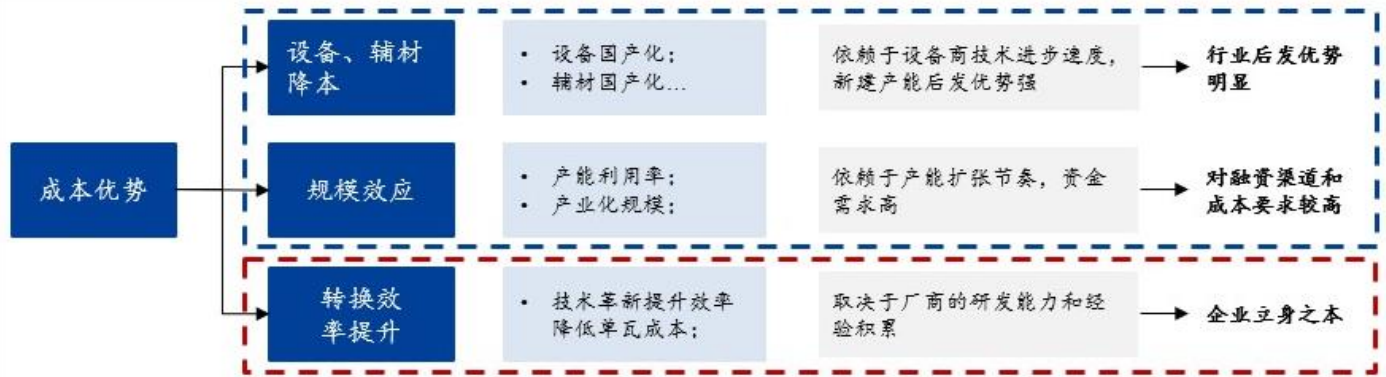 成本优势
设备、辅材
降本
• 设备国产化；
• 辅材国产化…
依赖于设备商技术进步速度，
新建产能后发优势强
行业后发优势
明显
规模效应
• 产能利用率；
• 产业化规模；
依赖于产能扩张节奏，资金
需求高
对融资渠道和
成本要求较高
转换效
率提升
• 技术革新提升效率
降低单瓦成本；
取决于厂商的研发能力和经
验积累
企业立身之本